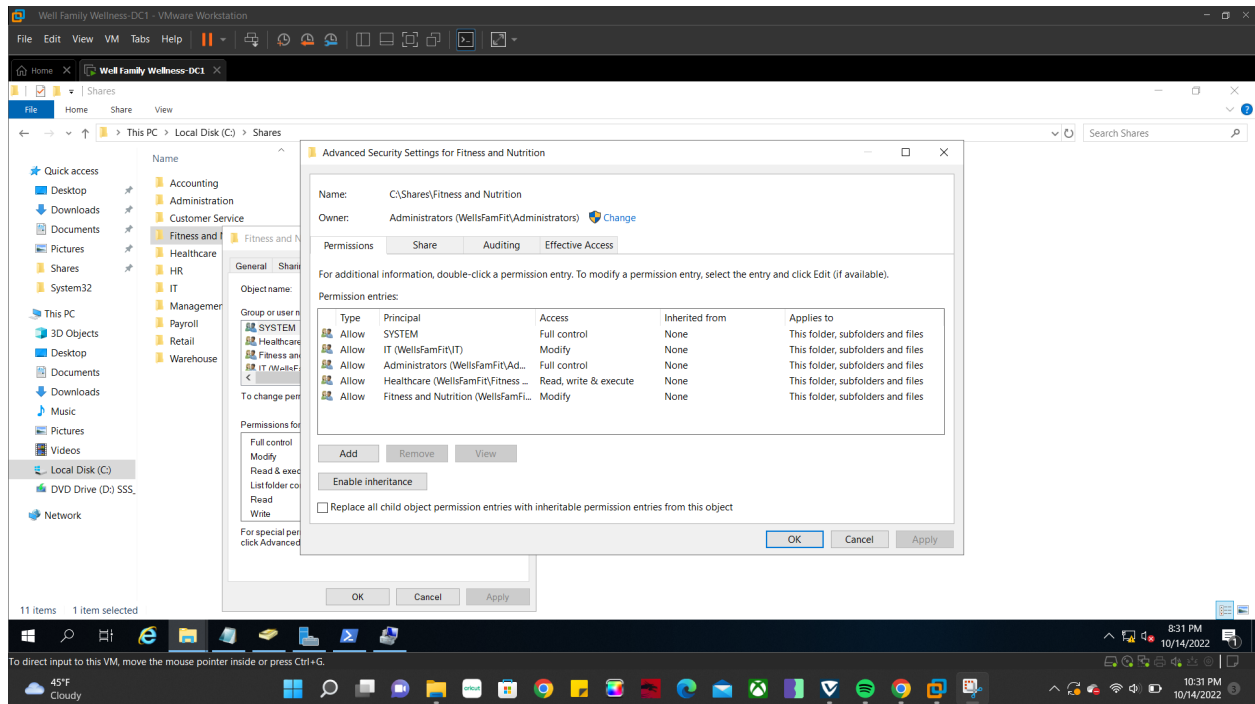 Well Family Wellness-DC1 - VMware Workstation
File Edit View VM Tabs Help
Home Well Family Wellness-DC1
Shares
File Home Share View
This PC > Local Disk (C:) > Shares
Search Shares
Quick access
Desktop
Downloads
Documents
Pictures
Shares
System32
This PC
3D Objects
Desktop
Documents
Downloads
Music
Pictures
Videos
Local Disk (C:)
DVD Drive (D:) SSS_
Network
Name
Accounting
Administration
Customer Service
Fitness and
Healthcare
HR
IT
Managemen
Payroll
Retail
Warehouse
Fitness and N
General Shari
Object name:
Group or user n
SYSTEM
Healthcare
Fitness an
IT (WellsF
To change per
Permissions for
Full control
Modify
Read & exec
List folder co
Read
Write
For special per
click Advanced
OK Cancel Apply
Advanced Security Settings for Fitness and Nutrition
Name: C:\Shares\Fitness and Nutrition
Owner: Administrators (WellsFamFit\Administrators) Change
Permissions Share Auditing Effective Access
For additional information, double-click a permission entry. To modify a permission entry, select the entry and click Edit (if available).
Permission entries:
Type Principal Access Inherited from Applies to
Allow SYSTEM Full control None This folder, subfolders and files
Allow IT (WellsFamFit\IT) Modify None This folder, subfolders and files
Allow Administrators (WellsFamFit\Ad... Full control None This folder, subfolders and files
Allow Healthcare (WellsFamFit\Fitness ... Read, write & execute None This folder, subfolders and files
Allow Fitness and Nutrition (WellsFamFi... Modify None This folder, subfolders and files
Add Remove View
Enable inheritance
Replace all child object permission entries with inheritable permission entries from this object
OK Cancel Apply
11 items 1 item selected
8:31 PM
10/14/2022
To direct input to this VM, move the mouse pointer inside or press Ctrl+G.
45°F
Cloudy
cricut
10:31 PM
10/14/2022